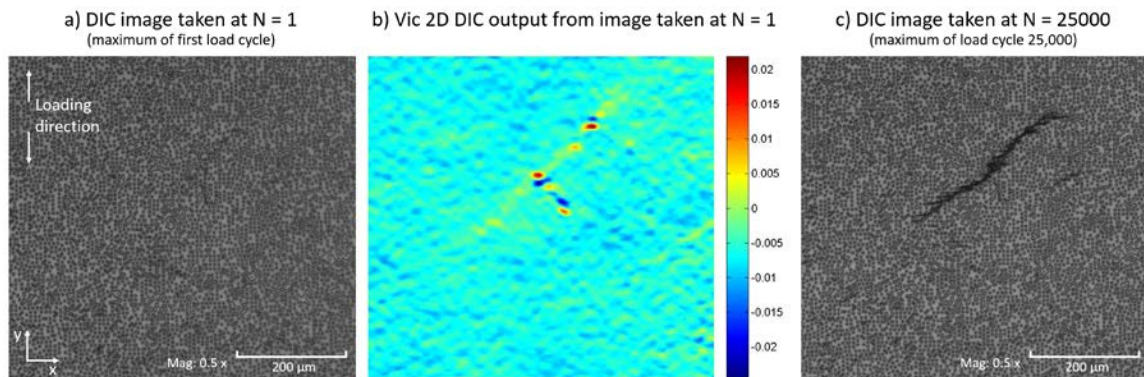 a) DIC image taken at N = 1
(maximum of first load cycle)
Loading
direction
y
x
Mag: 0.5 x
200 µm
b) Vic 2D DIC output from image taken at N = 1
0.02
0.015
0.01
0.005
0
-0.005
-0.01
-0.015
-0.02
c) DIC image taken at N = 25000
(maximum of load cycle 25,000)
Mag: 0.5 x
200 µm